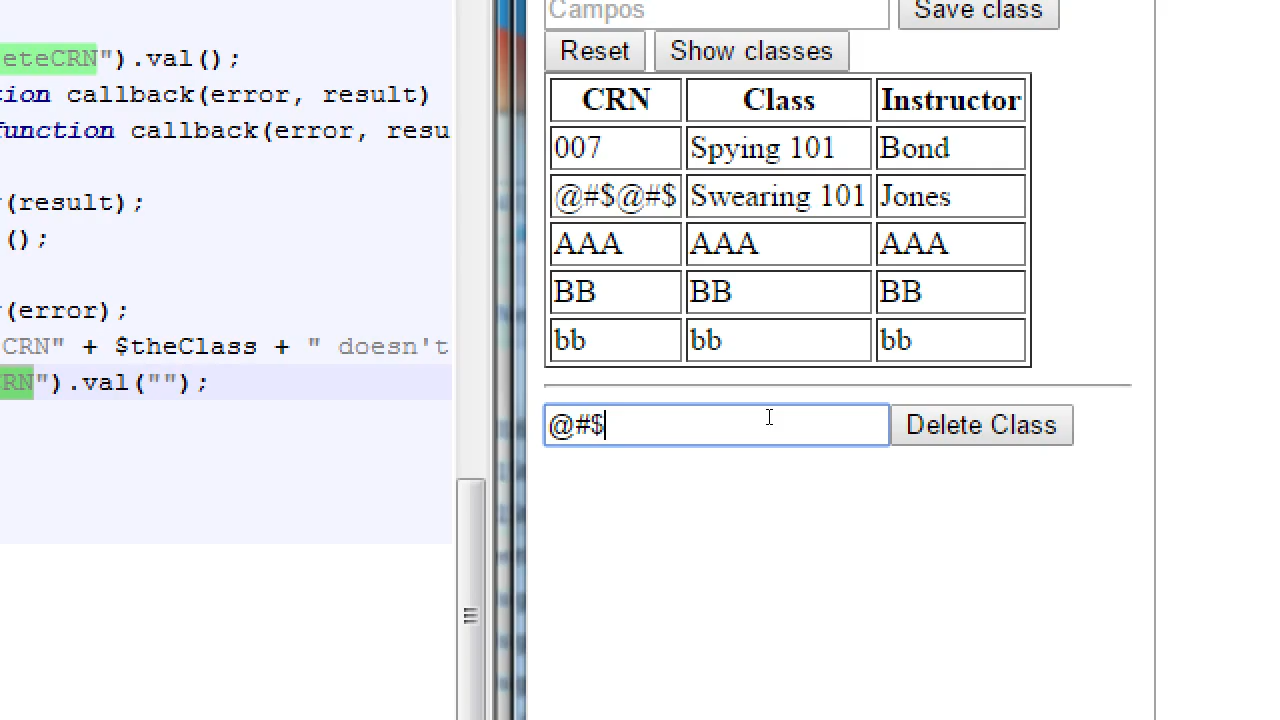 eteCRN").val();
tion callback(error, result)
function callback(error, resu
(result);
();
(error);
CRN" + $theClass + " doesn't
RN").val("");
Campos
Save class
Reset
Show classes
CRN Class Instructor
007 Spying 101 Bond
@#$@#$ Swearing 101 Jones
AAA AAA AAA
BB BB BB
bb bb bb
@#$
Delete Class